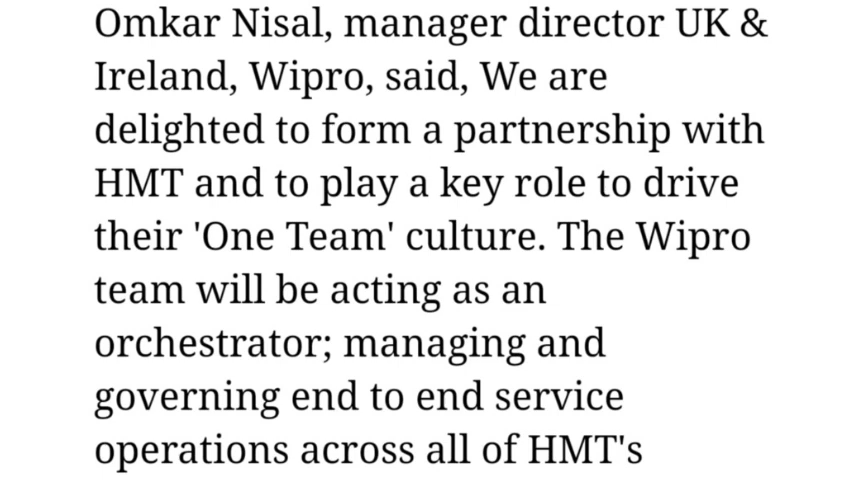 Omkar Nisal, manager director UK &
Ireland, Wipro, said, We are
delighted to form a partnership with
HMT and to play a key role to drive
their 'One Team' culture. The Wipro
team will be acting as an
orchestrator; managing and
governing end to end service
operations across all of HMT's